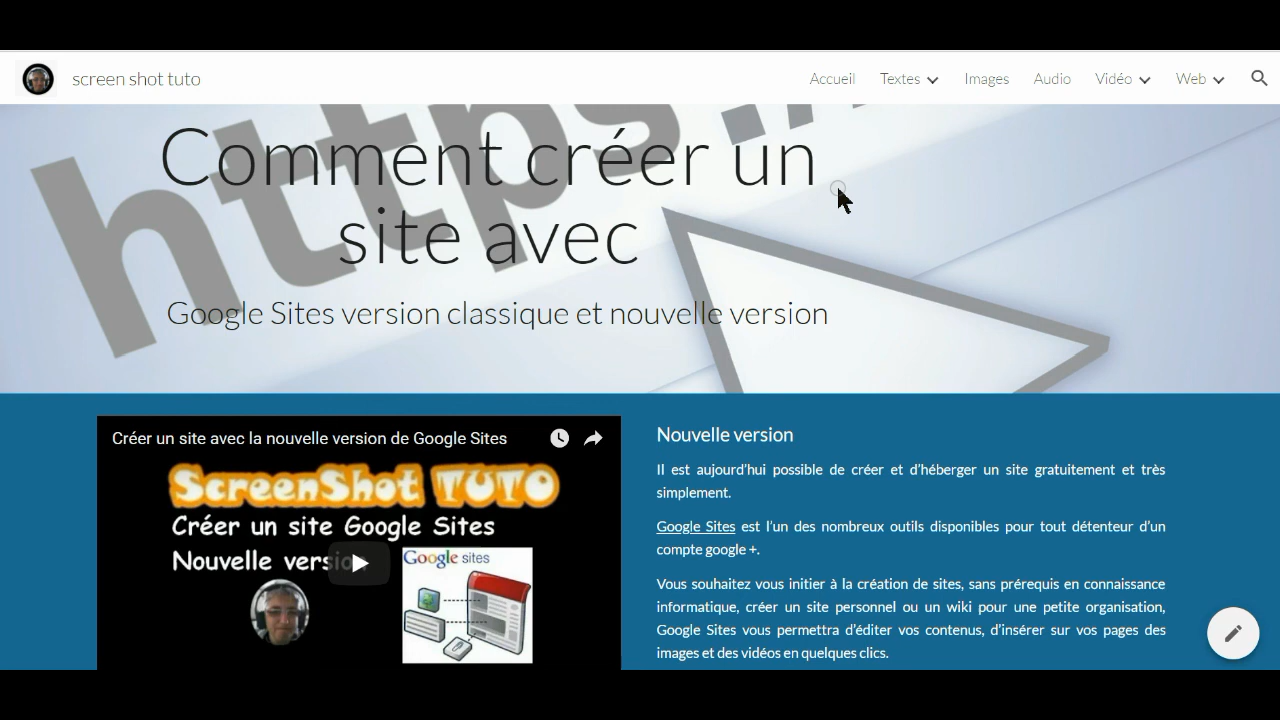 screen shot tuto
Accueil
Textes
Images
Audio
Vidéo
Web
https://
Comment créer un
site avec
Google Sites version classique et nouvelle version
Créer un site avec la nouvelle version de Google Sites
ScreenShot TUTO
Créer un site Google Sites
Nouvelle version
Google sites
Nouvelle version
Il est aujourd'hui possible de créer et d'héberger un site gratuitement et très
simplement.
Google Sites est l'un des nombreux outils disponibles pour tout détenteur d'un
compte google +.
Vous souhaitez vous initier à la création de sites, sans prérequis en connaissance
informatique, créer un site personnel ou un wiki pour une petite organisation,
Google Sites vous permettra d'éditer vos contenus, d'insérer sur vos pages des
images et des vidéos en quelques clics.